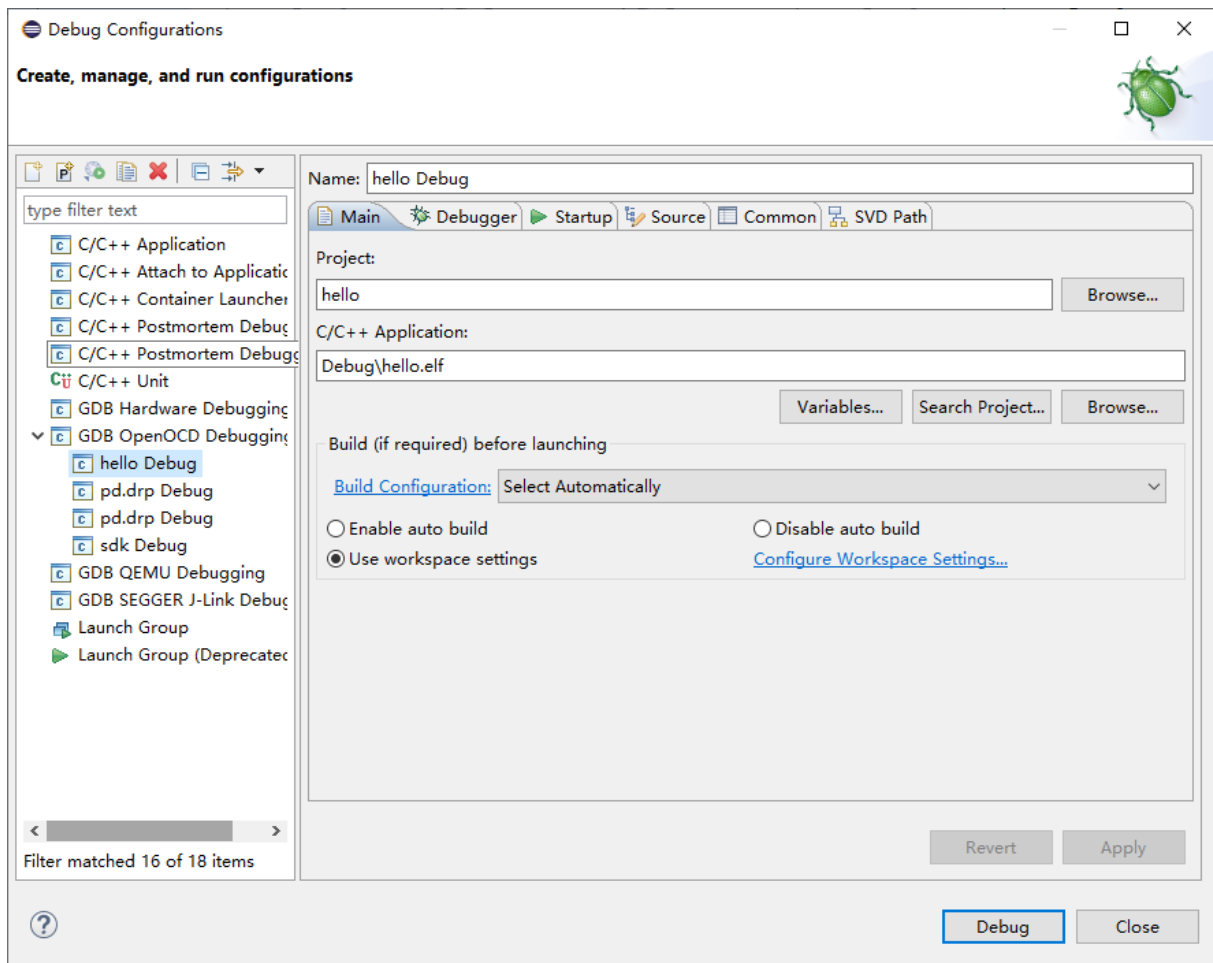 Debug Configurations
Create, manage, and run configurations
type filter text
C/C++ Application
C/C++ Attach to Applicatic
C/C++ Container Launcher
C/C++ Postmortem Debug
C/C++ Postmortem Debugg
C/C++ Unit
GDB Hardware Debugging
GDB OpenOCD Debugging
hello Debug
pd.drp Debug
pd.drp Debug
sdk Debug
GDB QEMU Debugging
GDB SEGGER J-Link Debug
Launch Group
Launch Group (Deprecated
Filter matched 16 of 18 items
Name: hello Debug
Main Debugger Startup Source Common SVD Path
Project:
hello Browse...
C/C++ Application:
Debug\hello.elf
Variables... Search Project... Browse...
Build (if required) before launching
Build Configuration: Select Automatically
Enable auto build Disable auto build
Use workspace settings Configure Workspace Settings...
Revert Apply
Debug Close